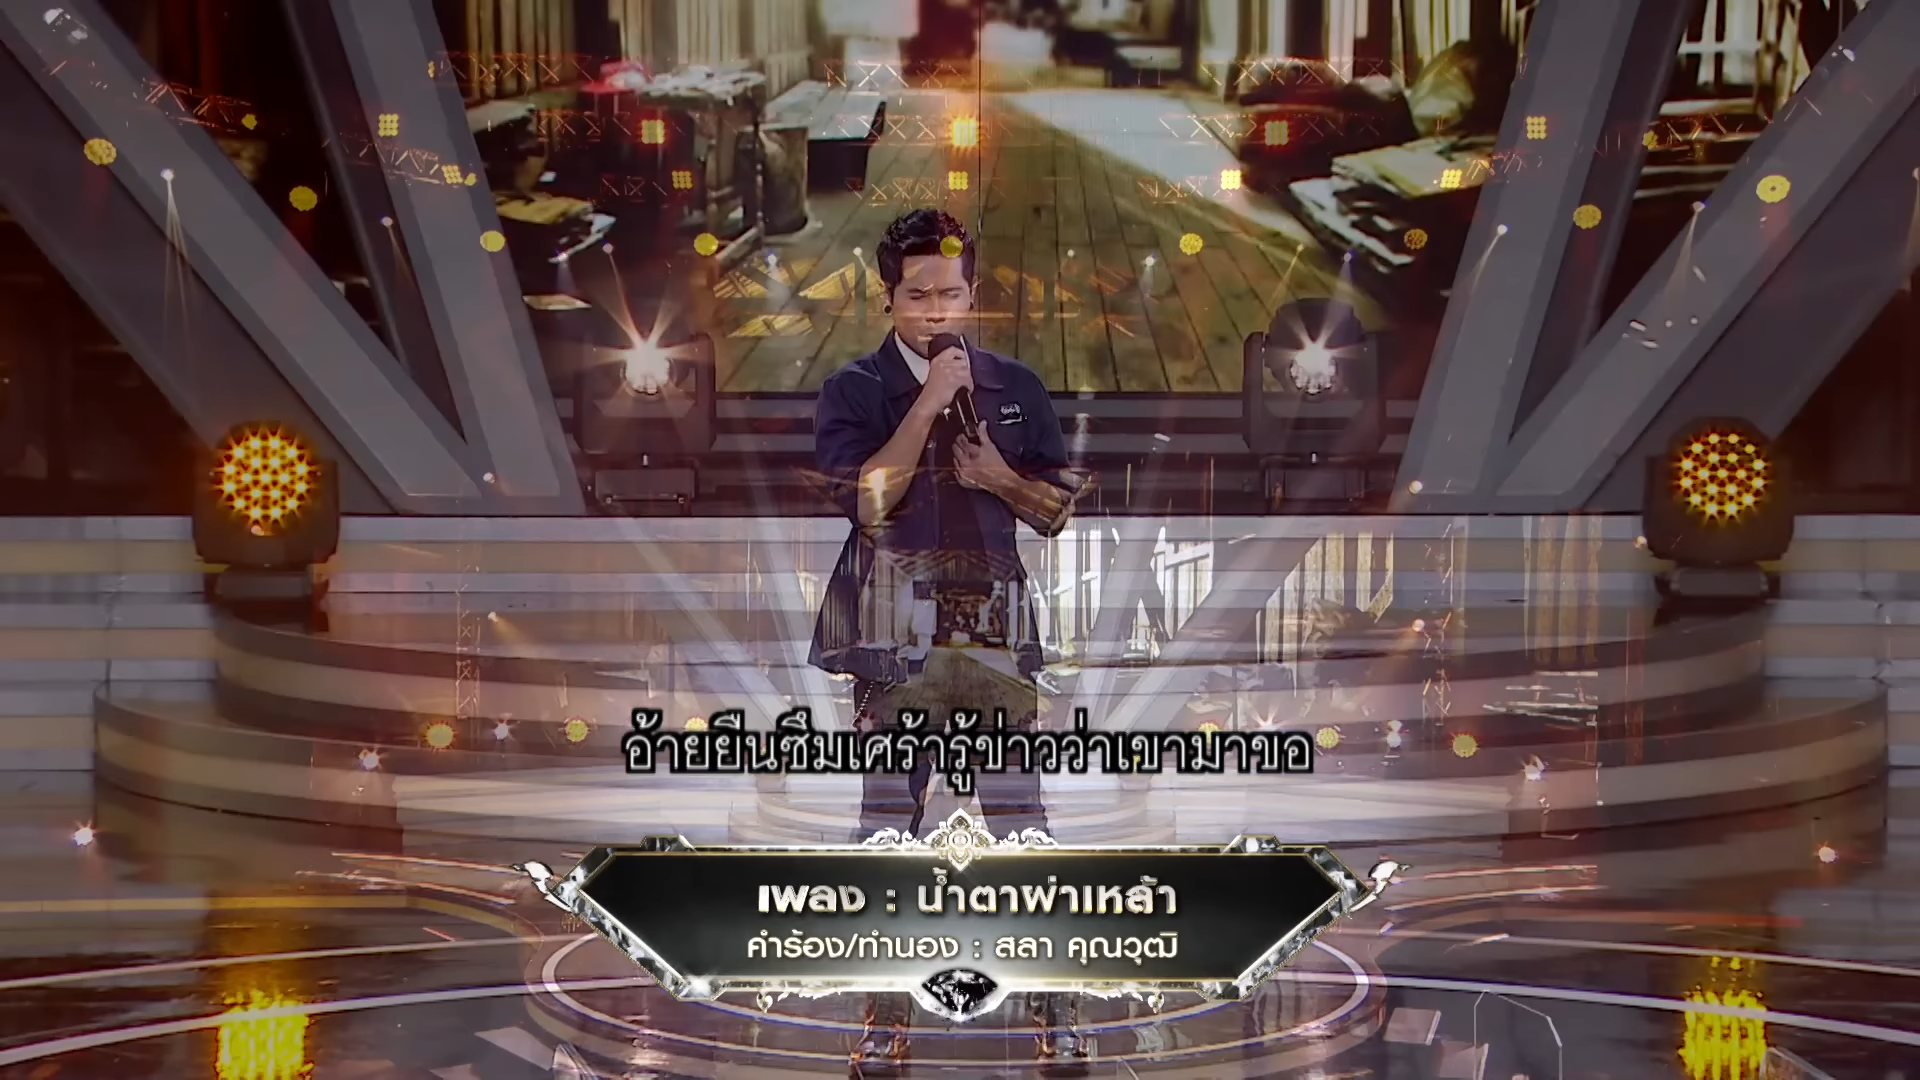 อ้ายยืนซึมเศร้ารู้ข่าวว่าเขามาขอ
เพลง : น้ำตาผ่าเหล้า
คำร้อง/ทำนอง : สลา คุณวุฒิ